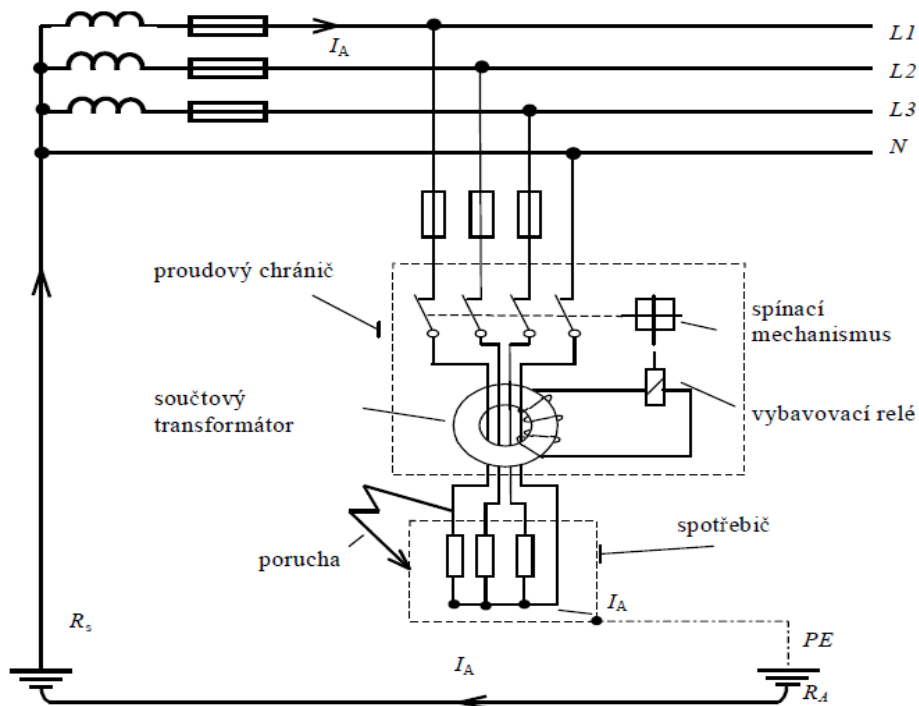 I_A
L1
L2
L3
N
proudový chránič
spínací
mechanismus
součtový
transformátor
vybavovací relé
spotřebič
porucha
I_A
R_s
PE
I_A
R_A